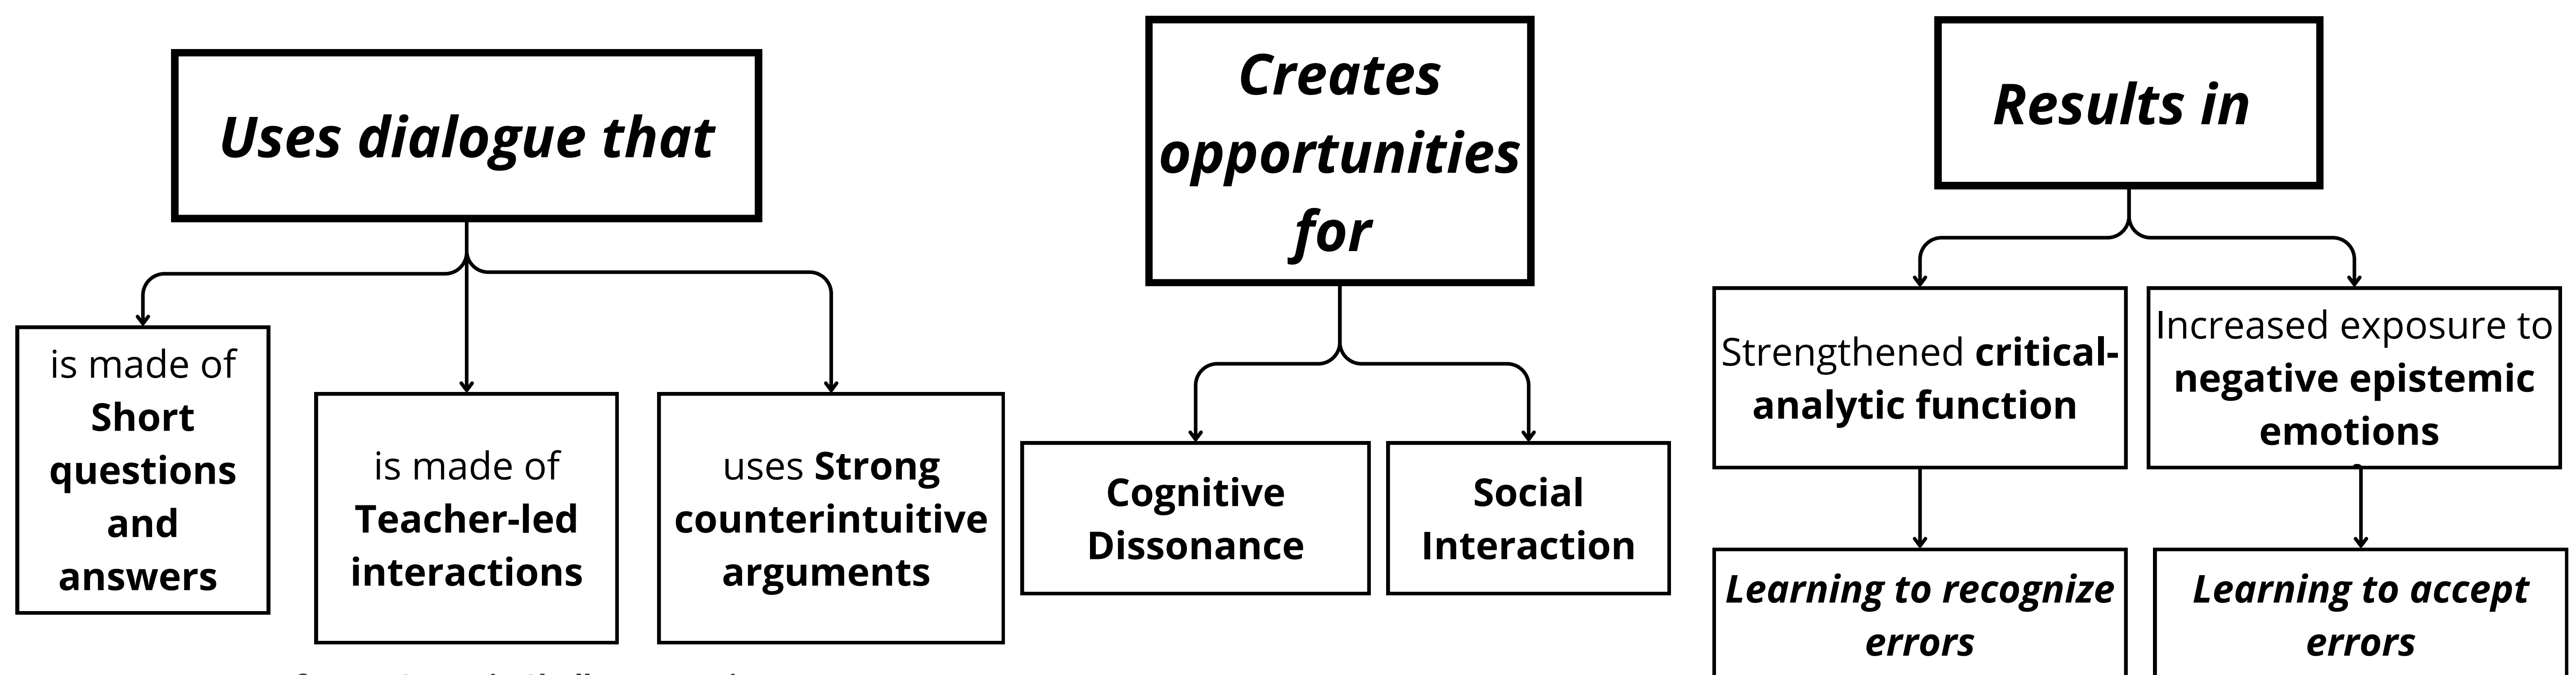 Uses dialogue that
is made of
Short
questions
and
answers
is made of
Teacher-led
interactions
uses Strong
counterintuitive
arguments
Creates
opportunities
for
Cognitive
Dissonance
Social
Interaction
Results in
Strengthened critical-
analytic function
Increased exposure to
negative epistemic
emotions
Learning to recognize
errors
Learning to accept
errors